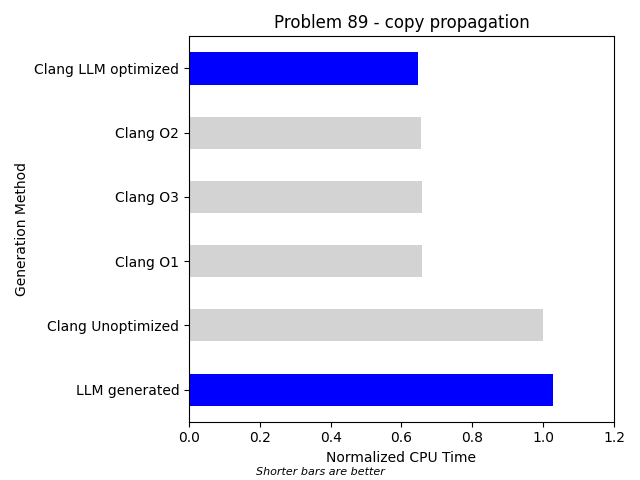 Problem 89 - copy propagation
Clang LLM optimized
Clang O2
Clang O3
Clang O1
Clang Unoptimized
LLM generated
Generation Method
0.0 0.2 0.4 0.6 0.8 1.0 1.2
Normalized CPU Time
Shorter bars are better